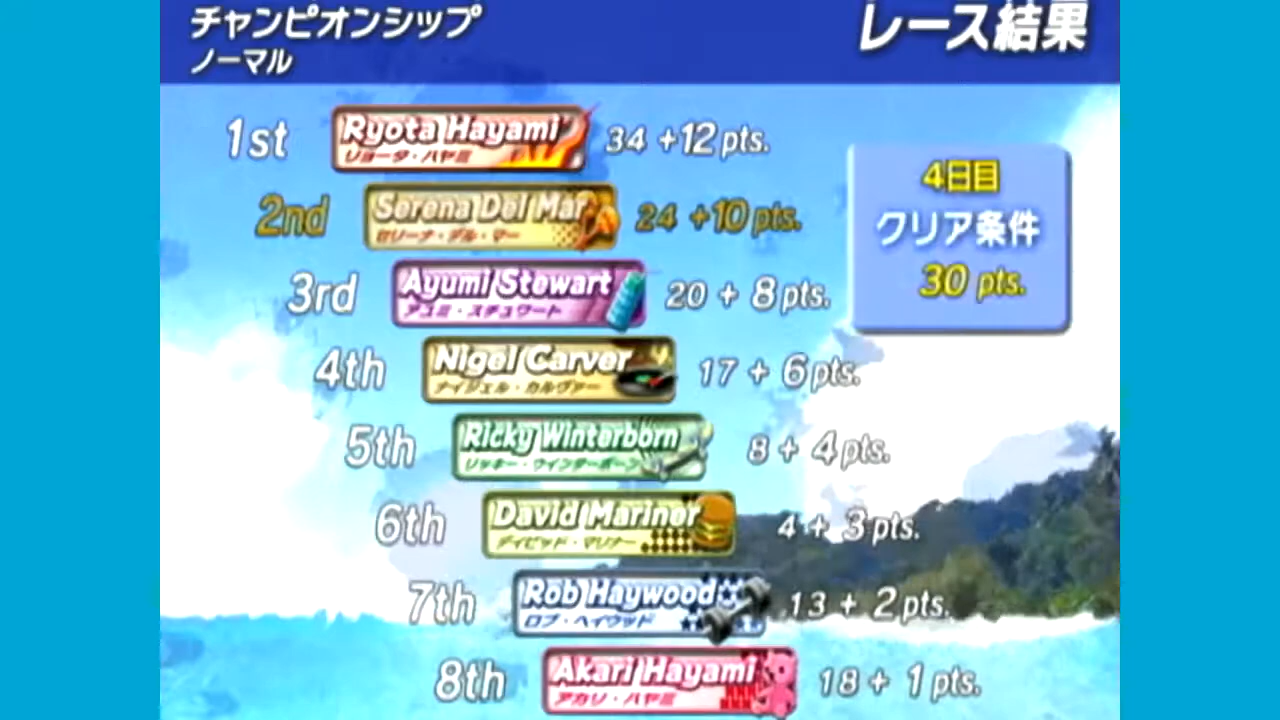 チャンピオンシップ
ノーマル
レース結果
1st Ryota Hayami 34 +12 pts.
リョータ・ハヤミ
2nd Serena Del Mar 24 +10 pts.
セリーナ・デル・マー
3rd Ayumi Stewart 20 + 8 pts.
アユミ・スチュワート
4th Nigel Carver 17 + 6 pts.
ナイジェル・カルヴァー
5th Ricky Winterborn 8 + 4 pts.
リッキー・ウインターボーン
6th David Mariner 4 + 3 pts.
デイビッド・マリナー
7th Rob Haywood 13 + 2 pts.
ロブ・ヘイウッド
8th Akari Hayami 18 + 1 pts.
アカリ・ハヤミ
4日目
クリア条件
30 pts.